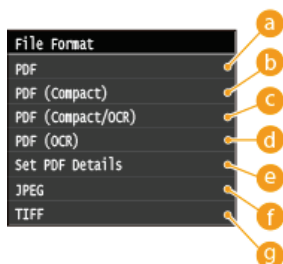 File Format
PDF
a
PDF (Compact)
b
PDF (Compact/OCR)
c
PDF (OCR)
d
Set PDF Details
e
JPEG
f
TIFF
g